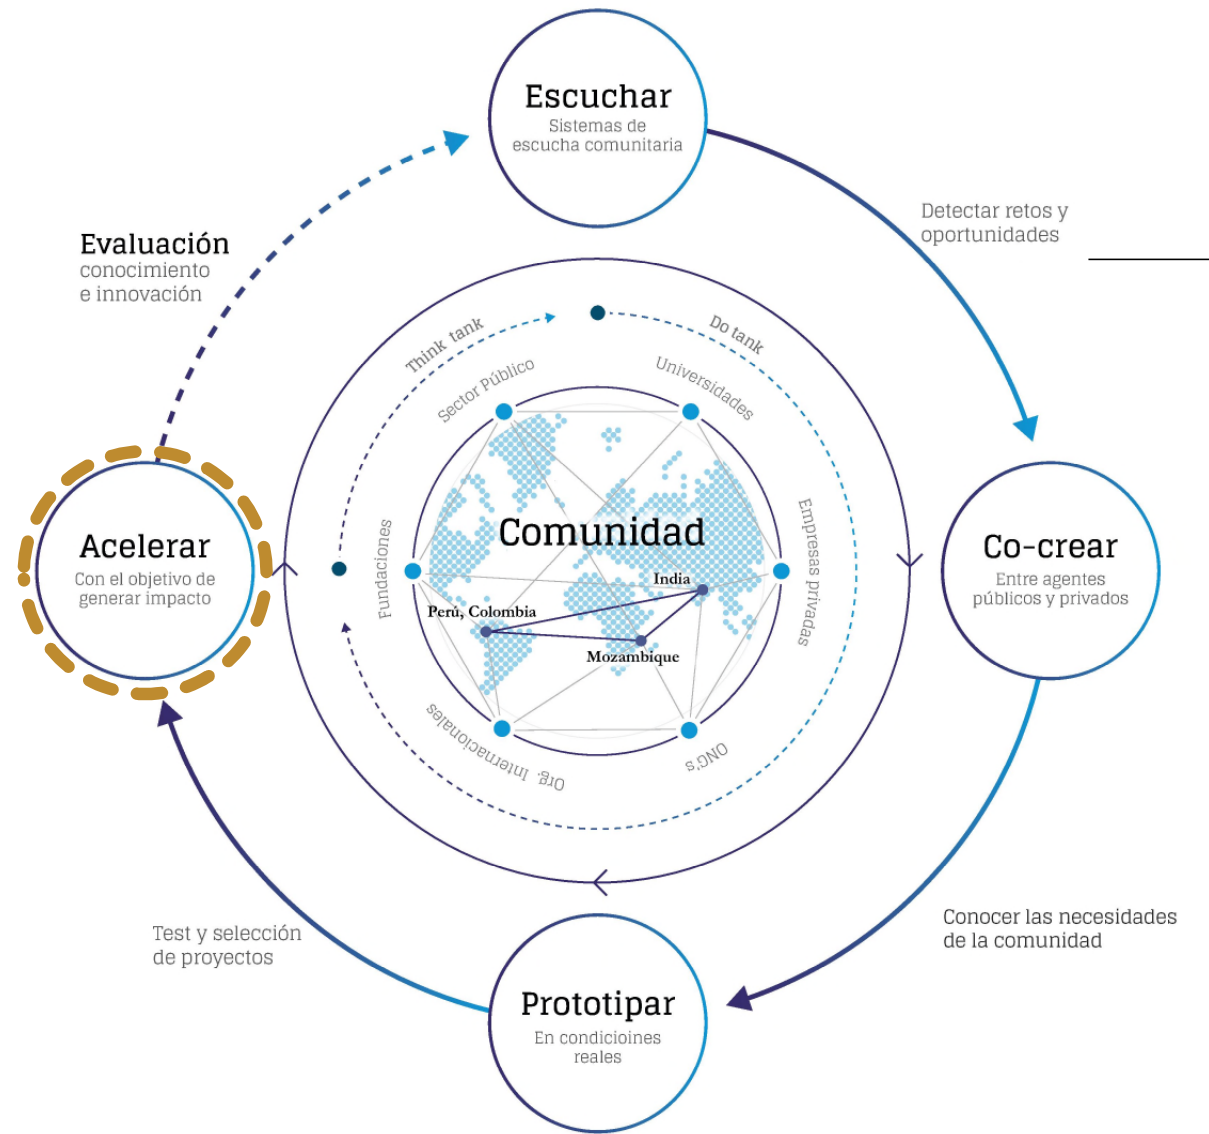 Escuchar
Sistemas de
escucha comunitaria
Detectar retos y
oportunidades
Evaluación
conocimiento
e innovación
Think tank
Do tank
Sector Público
Universidades
Fundaciones
Empresas privadas
Comunidad
India
Perú, Colombia
Mozambique
Org. Internacionales
ONG's
Acelerar
Con el objetivo de
generar impacto
Co-crear
Entre agentes
públicos y privados
Test y selección
de proyectos
Conocer las necesidades
de la comunidad
Prototipar
En condicioines
reales